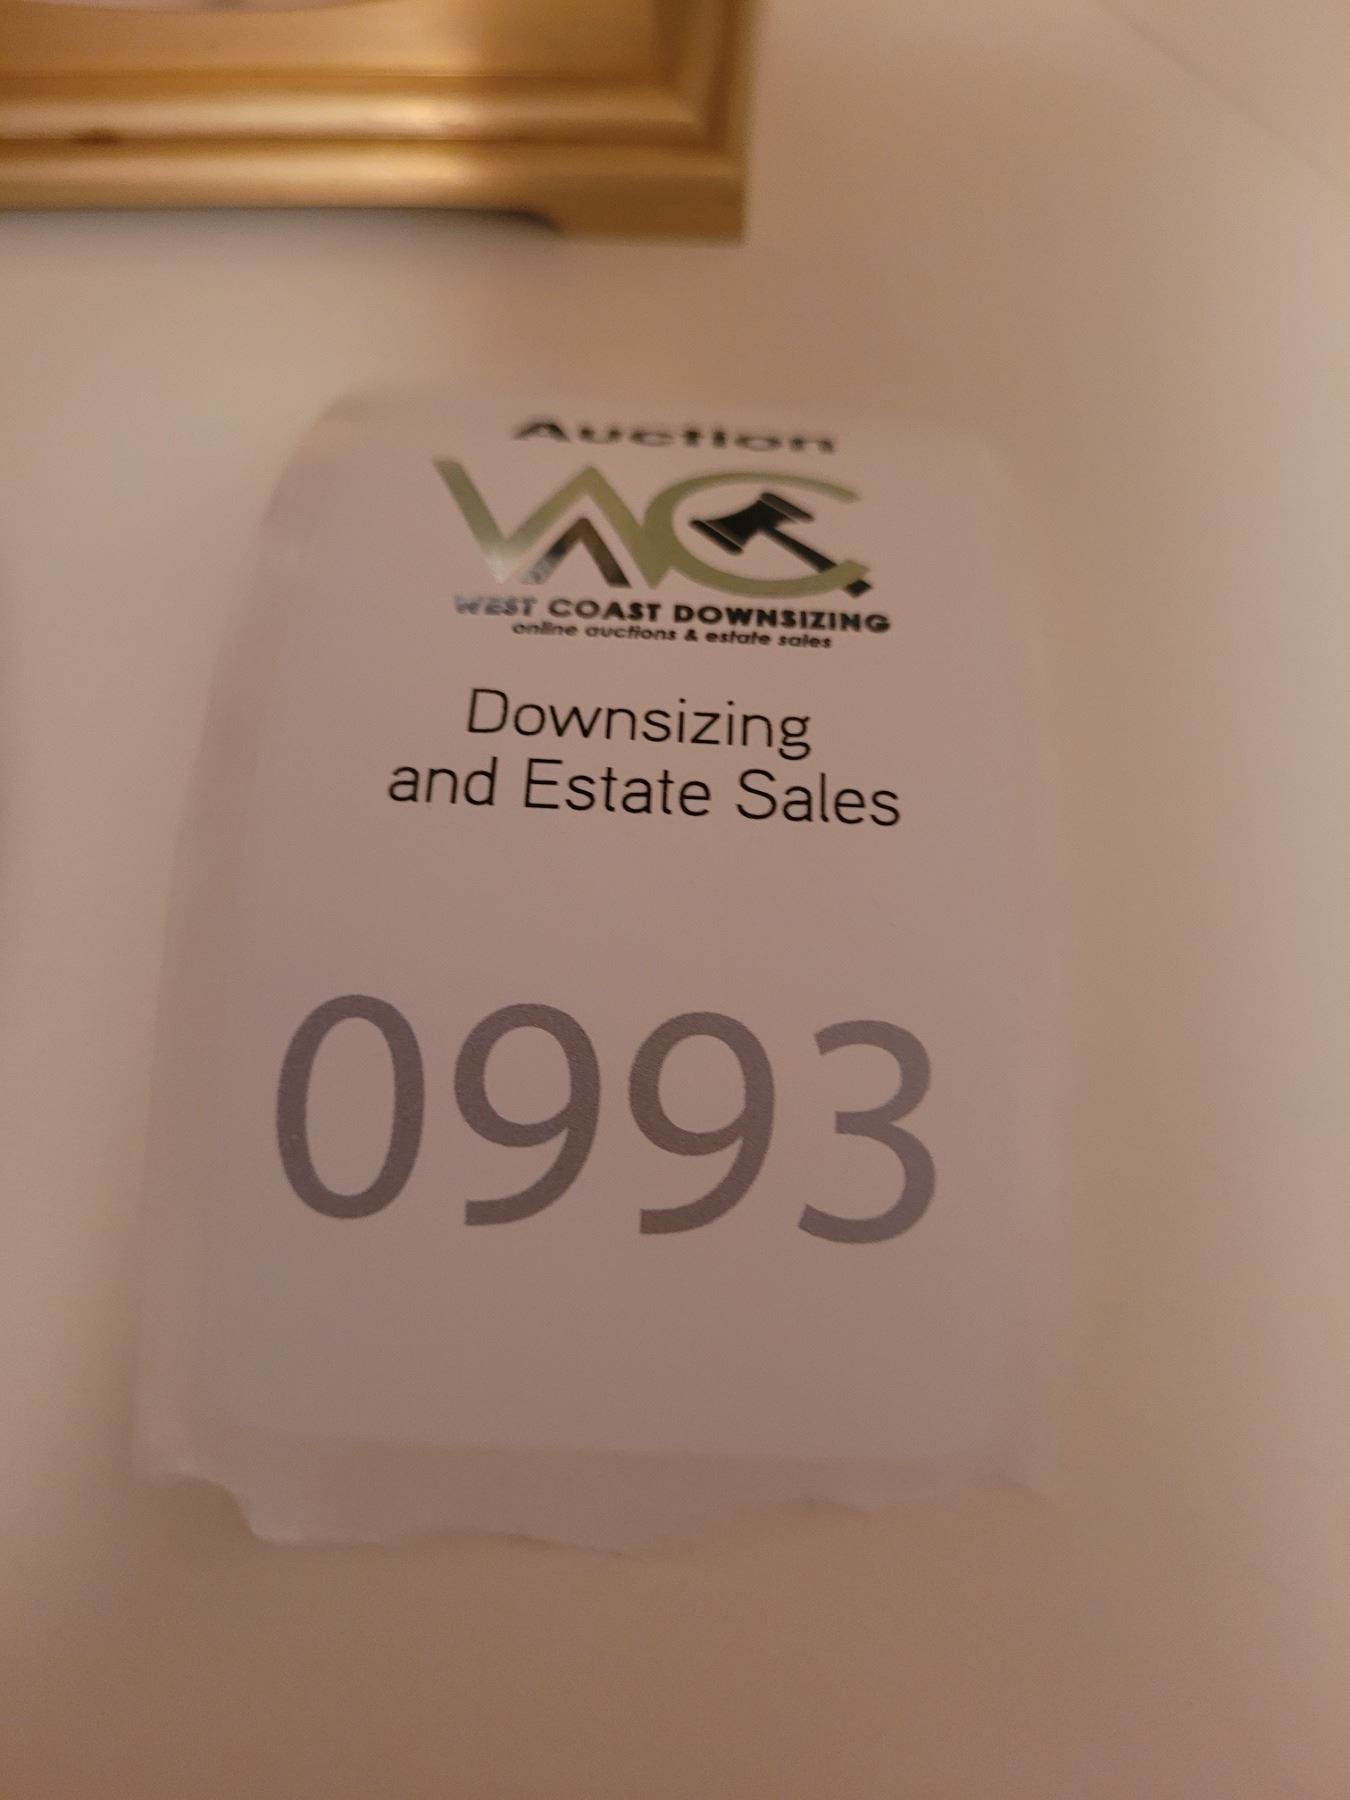 Auction
WC
WEST COAST DOWNSIZING
online auctions & estate sales
Downsizing
and Estate Sales
0993